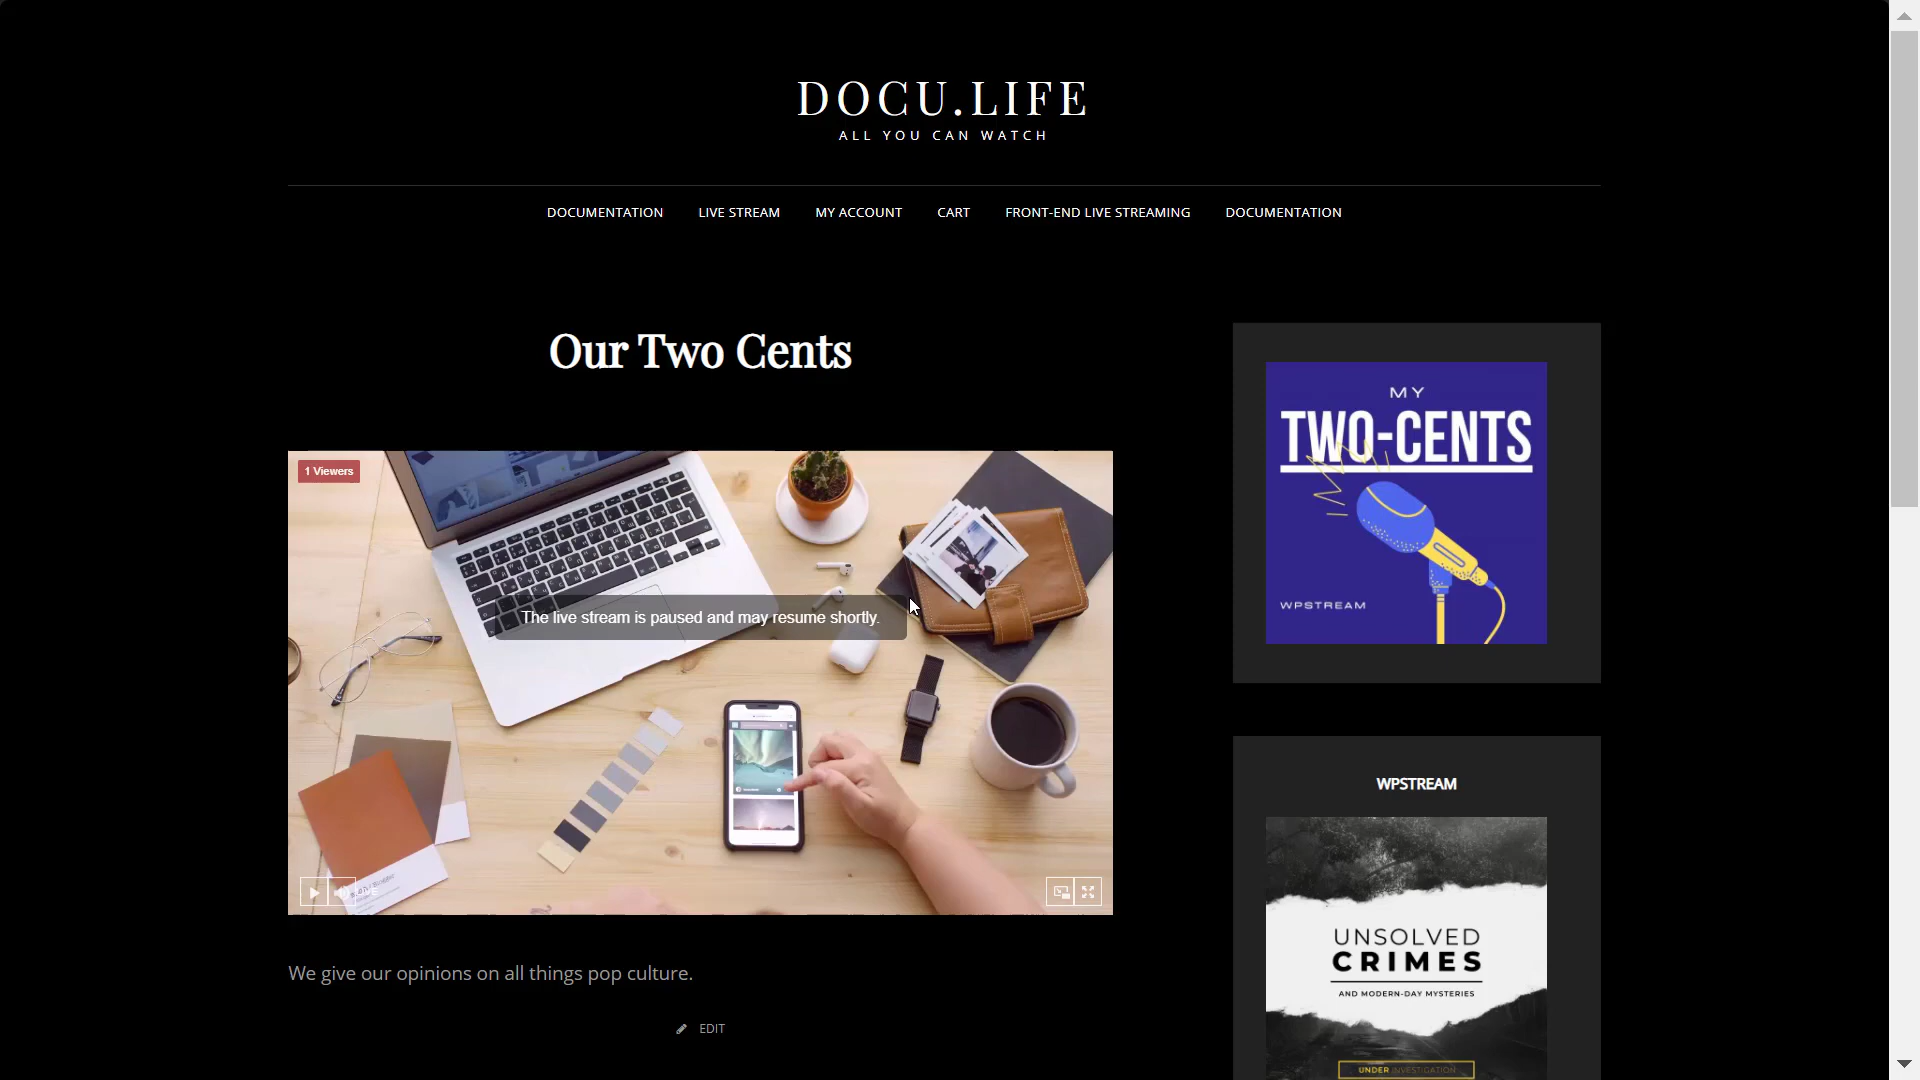 DOCU.LIFE
ALL YOU CAN WATCH
DOCUMENTATION LIVE STREAM MY ACCOUNT CART FRONT-END LIVE STREAMING DOCUMENTATION
Our Two Cents
1 Viewers
The live stream is paused and may resume shortly.
We give our opinions on all things pop culture.
EDIT
MY
TWO-CENTS
WPSTREAM
WPSTREAM
UNSOLVED
CRIMES
AND MODERN-DAY MYSTERIES
UNDER INVESTIGATION